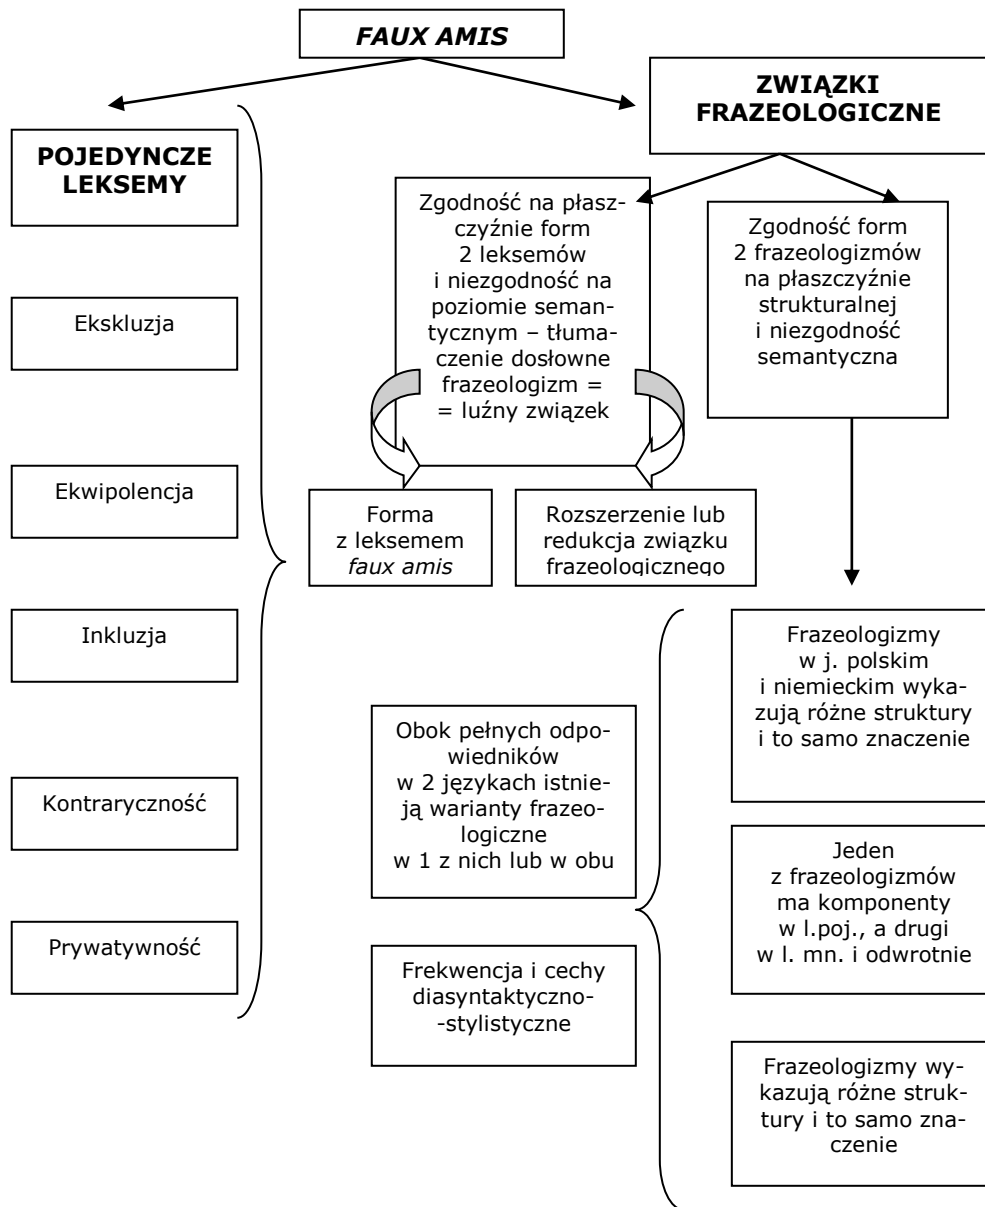 FAUX AMIS
ZWIĄZKI
FRAZEOLOGICZNE
POJEDYNCZE
LEKSEMY
Zgodność na płasz-
czyźnie form
2 leksemów
i niezgodność na
poziomie seman-
tycznym – tłuma-
czenie dosłowne
frazeologizm =
= luźny związek
Zgodność form
2 frazeologizmów
na płaszczyźnie
strukturalnej
i niezgodność
semantyczna
Ekskluzja
Ekwipolencja
Forma
z leksemem
faux amis
Rozszerzenie lub
redukcja związku
frazeologicznego
Inkluzja
Frazeologizmy
w j. polskim
i niemieckim wyka-
zują różne struktury
i to samo znaczenie
Obok pełnych odpo-
wiedników
w 2 językach istnie-
ją warianty frazeo-
logiczne
w 1 z nich lub w obu
Kontraryczność
Jeden
z frazeologizmów
ma komponenty
w l.poj., a drugi
w l. mn. i odwrotnie
Prywatywność
Frekwencja i cechy
diasyntaktyczno-
-stylistyczne
Frazeologizmy wy-
kazują różne struk-
tury i to samo zna-
czenie